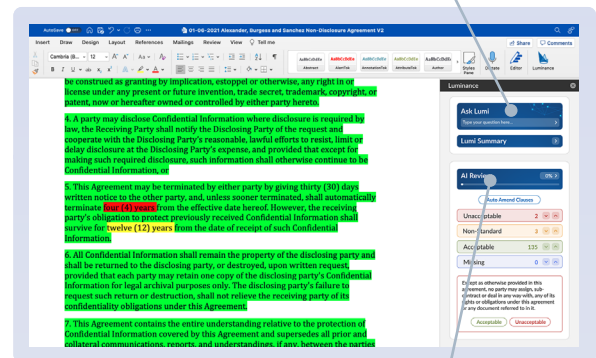 AutoSave
01-06-2021 Alexander, Burgess and Sanchez Non-Disclosure Agreement V2
Insert Draw Design Layout References Mailings Review View Tell me
Share Comments
Cambria (B... 12
AaBbCcDdEe AaBbCcDdEe AaBbCcDdEe AaBbCcDdEe AaBbCcDdEe
Abstract AlertTok AnnotationTok AttributeTok Author
Styles Pane Dictate Editor Luminance
be construed as granting by implication, estoppel or otherwise, any right in or
license under any present or future invention, trade secret, trademark, copyright, or
patent, now or hereafter owned or controlled by either party hereto.
4. A party may disclose Confidential Information where disclosure is required by
law, the Receiving Party shall notify the Disclosing Party of the request and
cooperate with the Disclosing Party's reasonable, lawful efforts to resist, limit or
delay disclosure at the Disclosing Party's expense, and provided that except for
making such required disclosure, such information shall otherwise continue to be
Confidential Information, or
5. This Agreement may be terminated by either party by giving thirty (30) days
written notice to the other party, and, unless sooner terminated, shall automatically
terminate four (4) years from the effective date hereof. However, the receiving
party's obligation to protect previously received Confidential Information shall
survive for twelve (12) years from the date of receipt of such Confidential
Information.
6. All Confidential Information shall remain the property of the disclosing party and
shall be returned to the disclosing party, or destroyed, upon written request,
provided that each party may retain one copy of the disclosing party's Confidential
Information for legal archival purposes only. The disclosing party's failure to
request such return or destruction, shall not relieve the receiving party of its
confidentiality obligations under this Agreement.
7. This Agreement contains the entire understanding relative to the protection of
Confidential Information covered by this Agreement and supersedes all prior and
collateral communications, reports, and understandings, if any, between the parties
Luminance
Ask Lumi
Type your question here...
Lumi Summary
AI Review
0%
Auto Amend Clauses
Unacceptable 2
Non-Standard 3
Acceptable 135
Missing 0
Except as otherwise provided in this
agreement, no party may assign, sub-
contract or deal in any way with, any of its
rights or obligations under this agreement
or any document referred to in it.
Acceptable Unacceptable